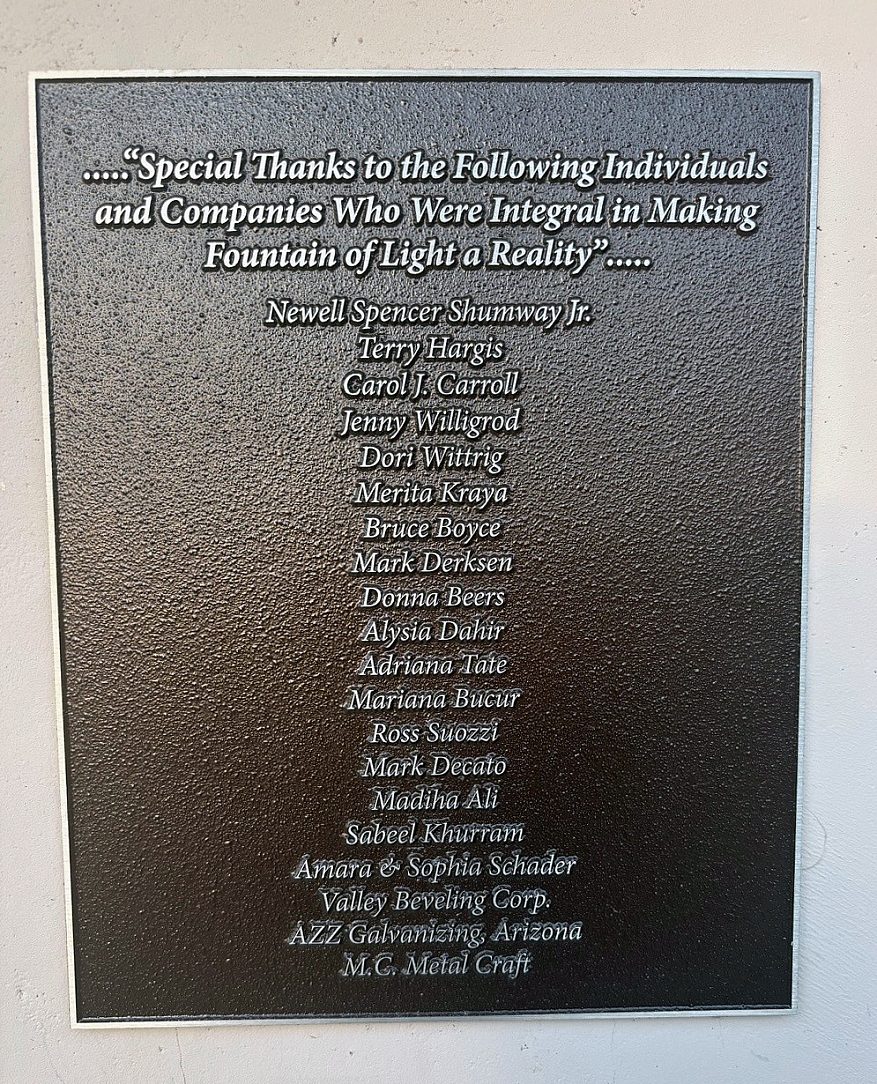 ....."Special Thanks to the Following Individuals
and Companies Who Were Integral in Making
Fountain of Light a Reality".....
Newell Spencer Shumway Jr.
Terry Hargis
Carol J. Carroll
Jenny Willigrod
Dori Wittrig
Merita Kraya
Bruce Boyce
Mark Derksen
Donna Beers
Alysia Dahir
Adriana Tate
Mariana Bucur
Ross Suozzi
Mark Decato
Madiha Ali
Sabeel Khurram
Amara & Sophia Schader
Valley Beveling Corp.
AZZ Galvanizing, Arizona
M.C. Metal Craft